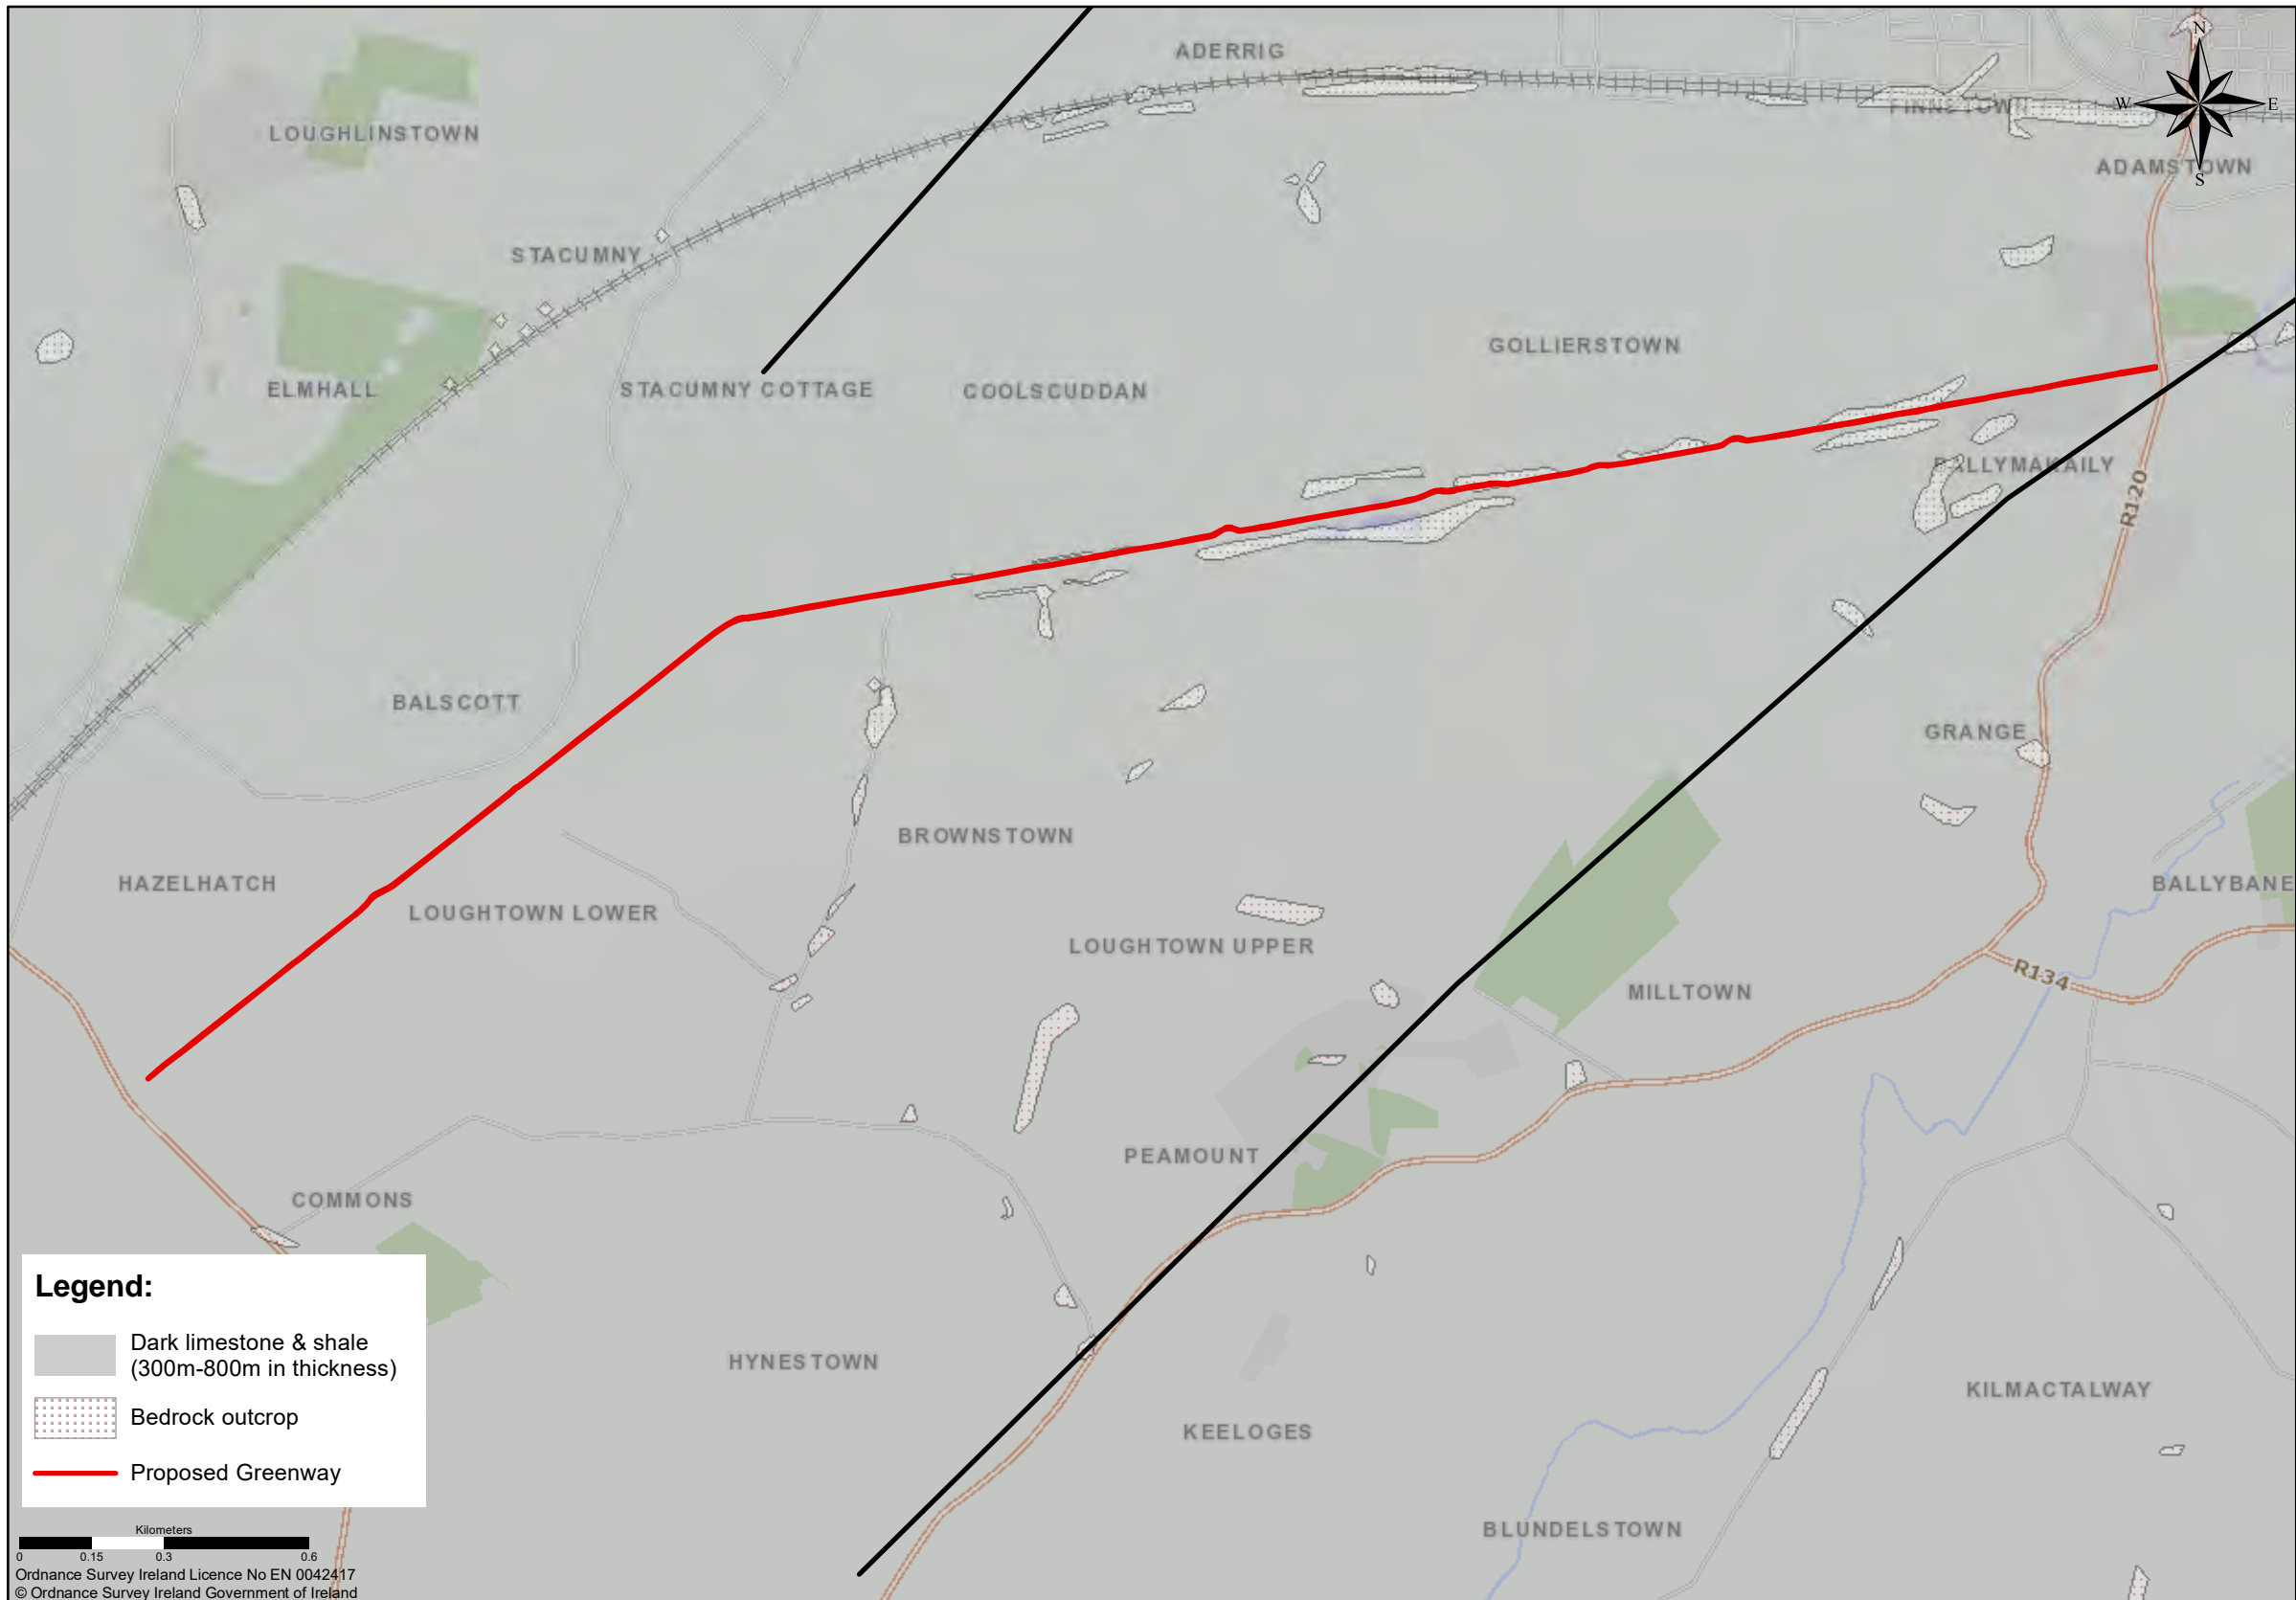 ADERRIG
N
W
E
S
LOUGHLINSTOWN
FINNSTOWN
ADAMSTOWN
STACUMNY
GOLLIERSTOWN
ELMHALL
STACUMNY COTTAGE
COOLSCUDDAN
BALLYMAKAILY
R120
BALSCOTT
GRANGE
BROWNSTOWN
HAZELHATCH
BALLYBANE
LOUGHTOWN LOWER
LOUGHTOWN UPPER
R134
MILLTOWN
PEAMOUNT
COMMONS
HYNESTOWN
KILMACTALWAY
KEELOGES
BLUNDELSTOWN
Legend:
Dark limestone & shale
(300m-800m in thickness)
Bedrock outcrop
Proposed Greenway
Kilometers
0 0.15 0.3 0.6
Ordnance Survey Ireland Licence No EN 0042417
© Ordnance Survey Ireland Government of Ireland